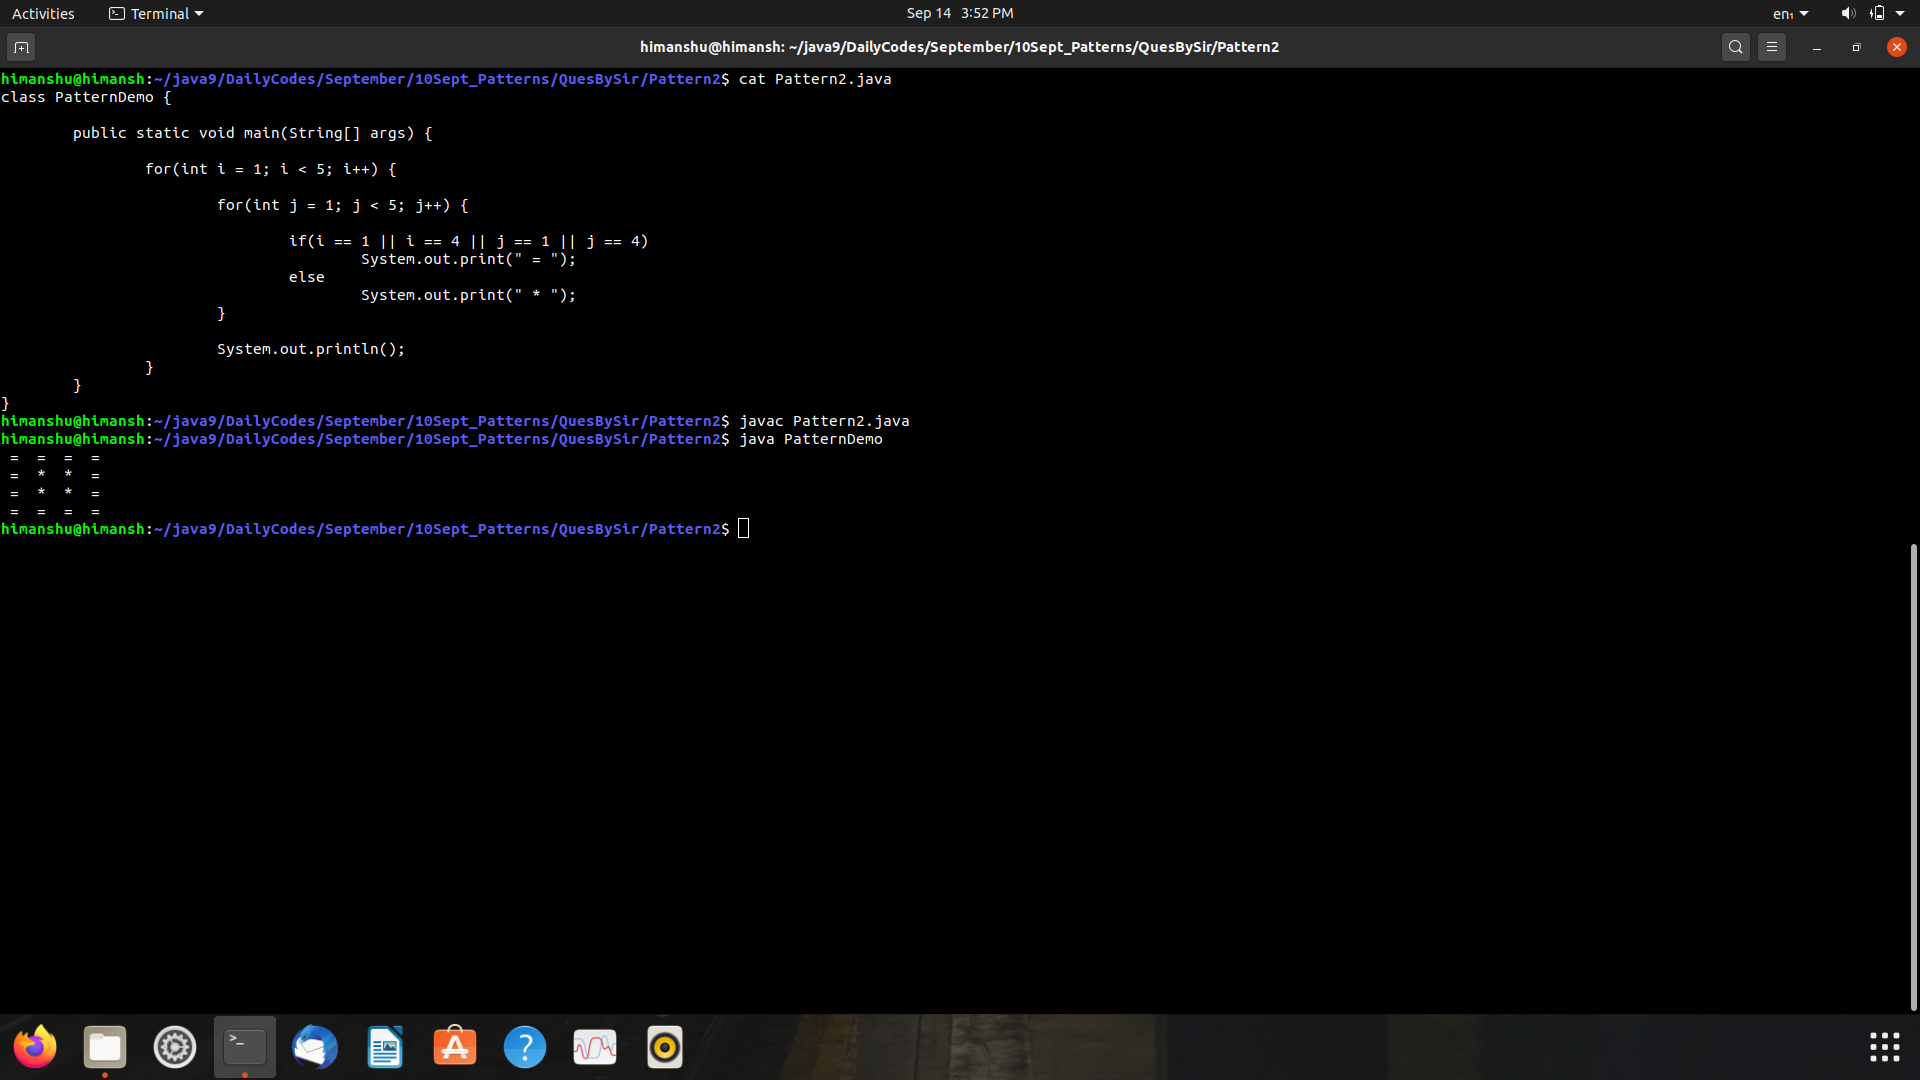 Activities Terminal Sep 14 3:52 PM en₁
himanshu@himansh: ~/java9/DailyCodes/September/10Sept_Patterns/QuesBySir/Pattern2
himanshu@himansh:~/java9/DailyCodes/September/10Sept_Patterns/QuesBySir/Pattern2$ cat Pattern2.java
class PatternDemo {
public static void main(String[] args) {
for(int i = 1; i < 5; i++) {
for(int j = 1; j < 5; j++) {
if(i == 1 || i == 4 || j == 1 || j == 4)
System.out.print(" = ");
else
System.out.print(" * ");
}
System.out.println();
}
}
}
himanshu@himansh:~/java9/DailyCodes/September/10Sept_Patterns/QuesBySir/Pattern2$ javac Pattern2.java
himanshu@himansh:~/java9/DailyCodes/September/10Sept_Patterns/QuesBySir/Pattern2$ java PatternDemo
=  =  =  =
=  *  *  =
=  *  *  =
=  =  =  =
himanshu@himansh:~/java9/DailyCodes/September/10Sept_Patterns/QuesBySir/Pattern2$